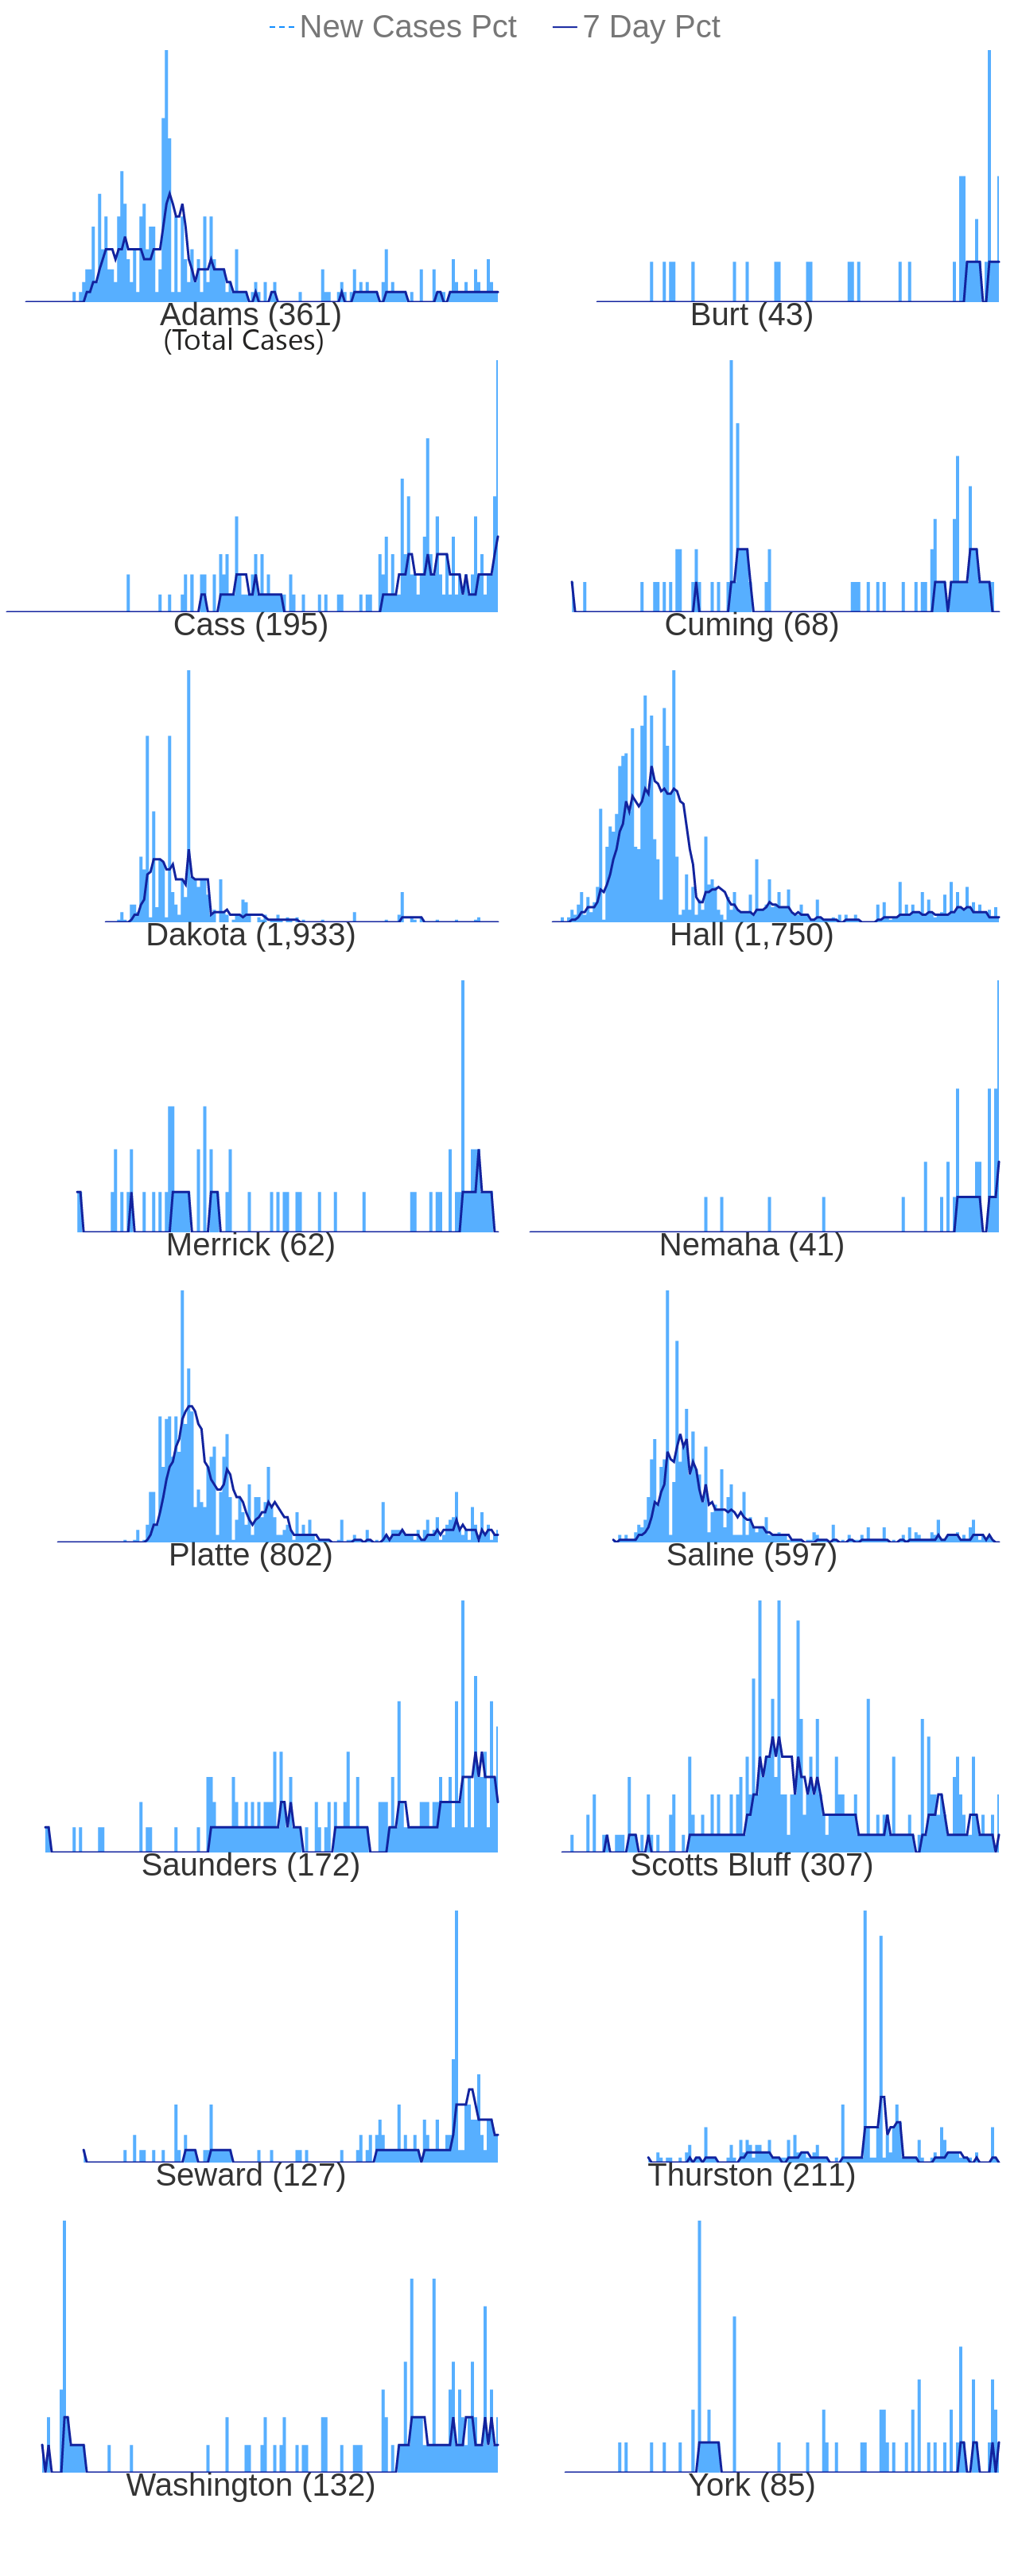 New Cases Pct 7 Day Pct
Adams (361) Burt (43)
(Total Cases)
Cass (195) Cuming (68)
Dakota (1,933) Hall (1,750)
Merrick (62) Nemaha (41)
Platte (802) Saline (597)
Saunders (172) Scotts Bluff (307)
Seward (127) Thurston (211)
Washington (132) York (85)